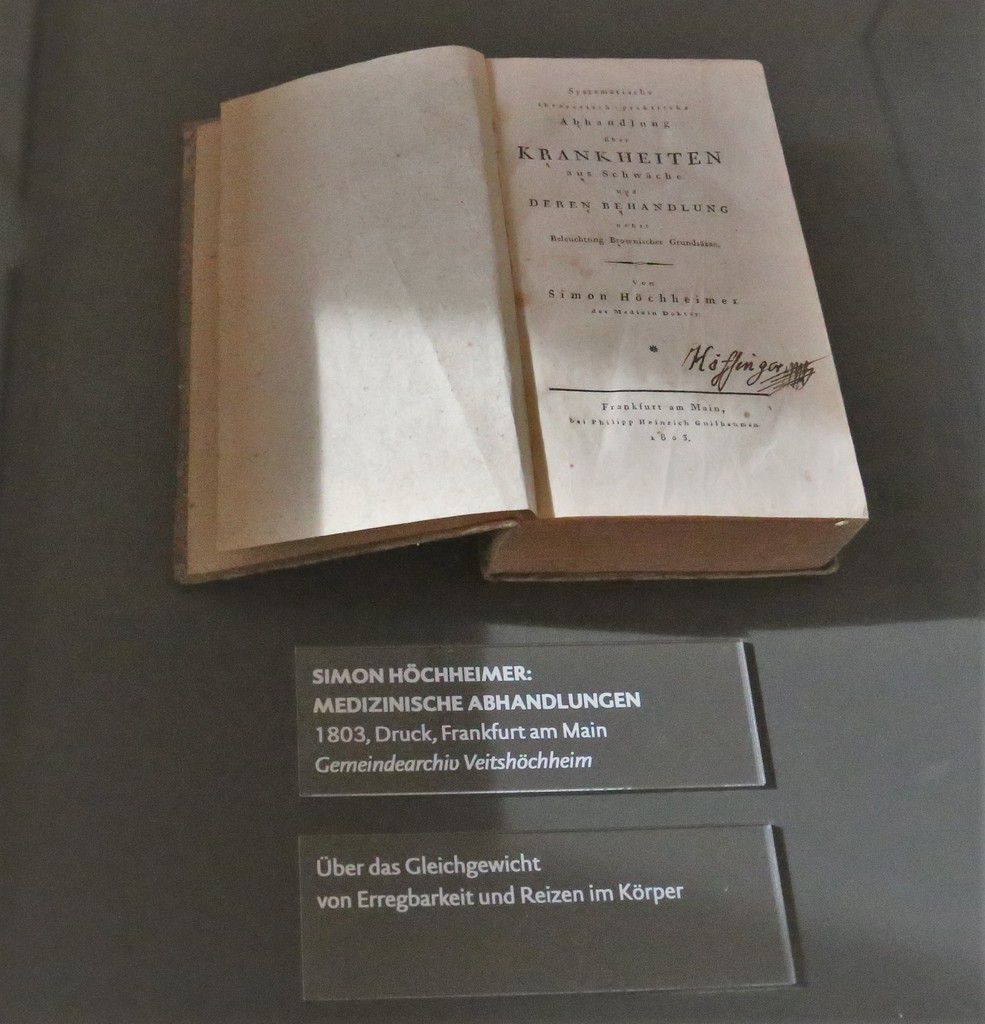 Systematische
theoretisch-praktische
Abhandlung
über
KRANKHEITEN
aus Schwäche
und
DEREN BEHANDLUNG
nebst
Beleuchtung Brownischer Grundsätze.
Von
Simon Höchheimer
der Medizin Doktor
Höffinger
Frankfurt am Main,
bei Philipp Heinrich Guilhauman
1803.
SIMON HÖCHHEIMER:
MEDIZINISCHE ABHANDLUNGEN
1803, Druck, Frankfurt am Main
Gemeindearchiv Veitshöchheim
Über das Gleichgewicht
von Erregbarkeit und Reizen im Körper